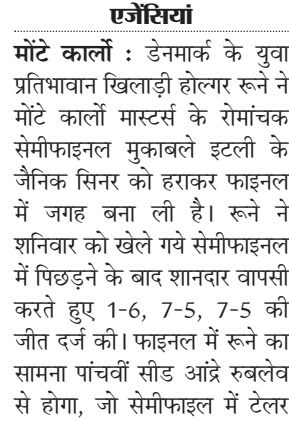 एजेंसियां
मोंटे कार्लो : डेनमार्क के युवा
प्रतिभावान खिलाड़ी होल्गर रूने ने
मोंटे कार्लो मास्टर्स के रोमांचक
सेमीफाइनल मुकाबले इटली के
जैनिक सिनर को हराकर फाइनल
में जगह बना ली है। रूने ने
शनिवार को खेले गये सेमीफाइनल
में पिछड़ने के बाद शानदार वापसी
करते हुए 1-6, 7-5, 7-5 की
जीत दर्ज की। फाइनल में रूने का
सामना पांचवीं सीड आंद्रे रुबलेव
से होगा, जो सेमीफाइल में टेलर